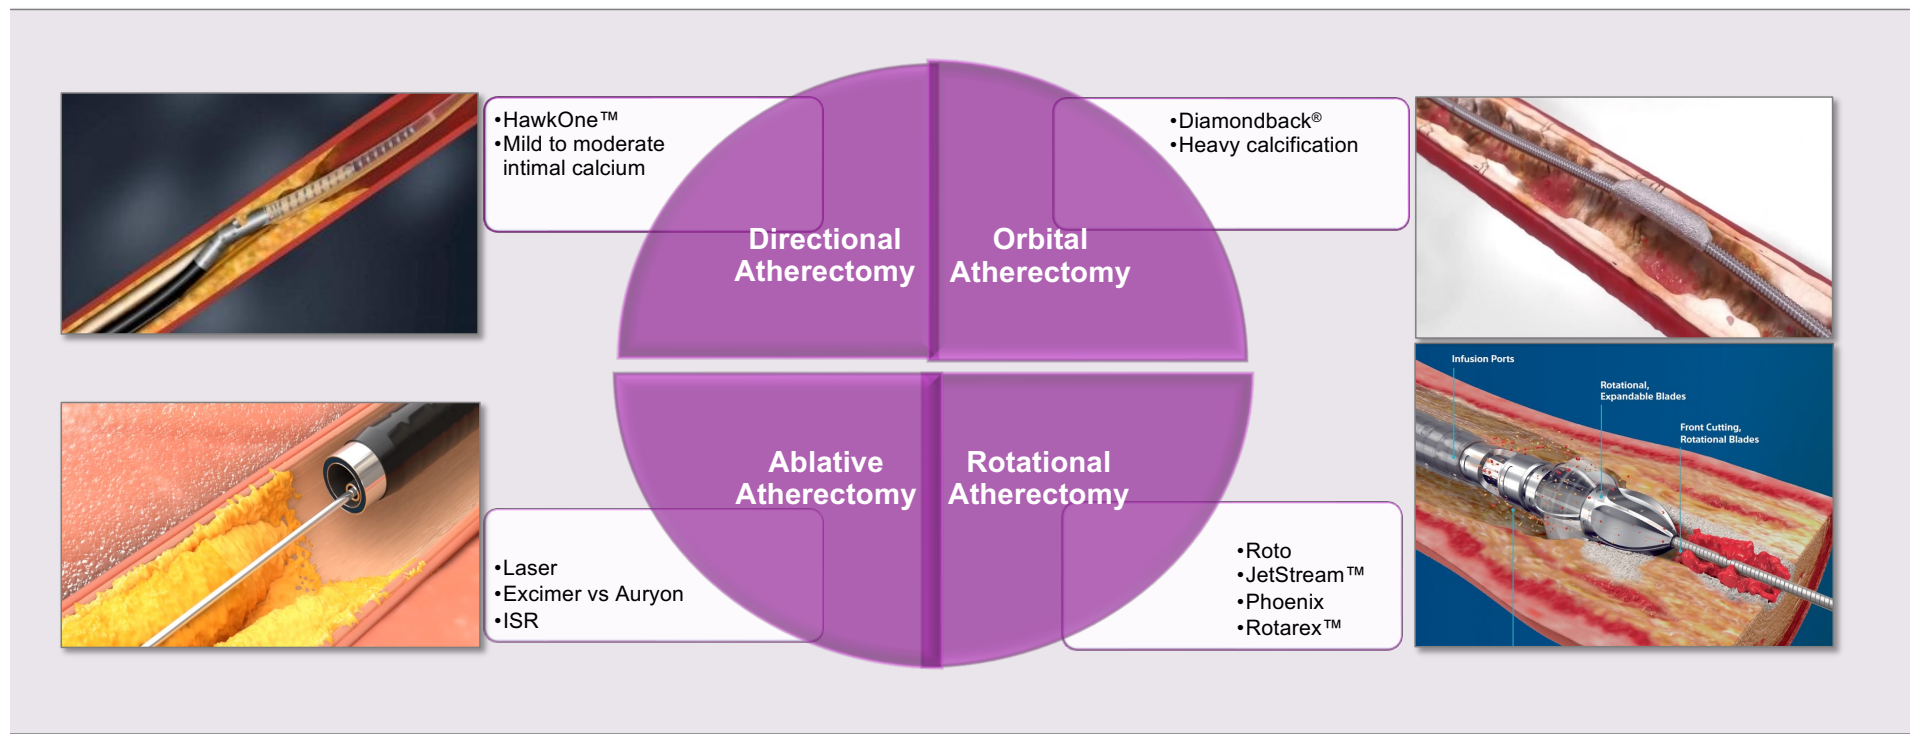 •HawkOne™
•Mild to moderate
intimal calcium
Directional
Atherectomy
Orbital
Atherectomy
•Diamondback®
•Heavy calcification
Ablative
Atherectomy
•Laser
•Excimer vs Auryon
•ISR
Rotational
Atherectomy
•Roto
•JetStream™
•Phoenix
•Rotarex™
Infusion Ports
Rotational,
Expandable Blades
Front Cutting,
Rotational Blades